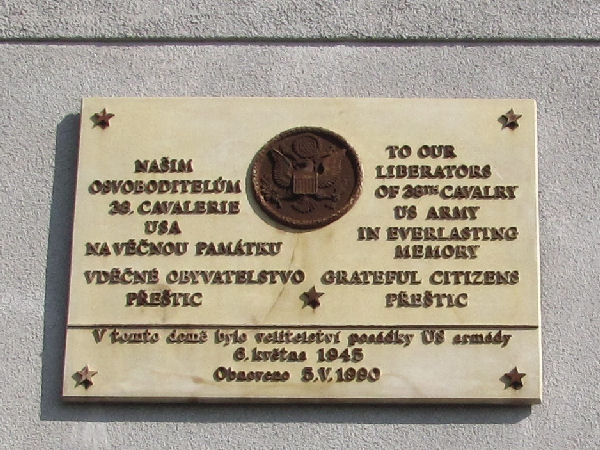 NAŠIM
OSVOBODITELŮM
38. CAVALERIE
USA
NA VĚČNOU PAMÁTKU
VDĚČNÉ OBYVATELSTVO
PŘEŠTIC
TO OUR
LIBERATORS
OF 38TH CAVALRY
US ARMY
IN EVERLASTING
MEMORY
GRATEFUL CITIZENS
PŘEŠTIC
V tomto domě bylo velitelství posádky US armády
6. května 1945
Obnoveno 5. V. 1990